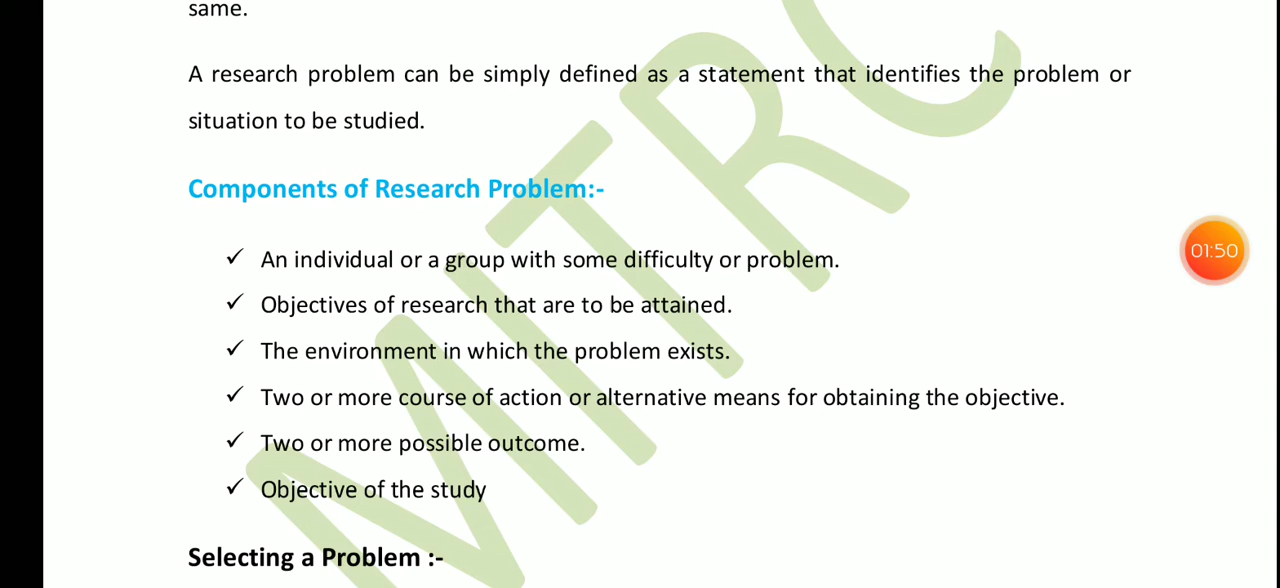 same.
A research problem can be simply defined as a statement that identifies the problem or
situation to be studied.
Components of Research Problem:-
✓ An individual or a group with some difficulty or problem.
✓ Objectives of research that are to be attained.
✓ The environment in which the problem exists.
✓ Two or more course of action or alternative means for obtaining the objective.
✓ Two or more possible outcome.
✓ Objective of the study
Selecting a Problem :-
MITRC
01:50